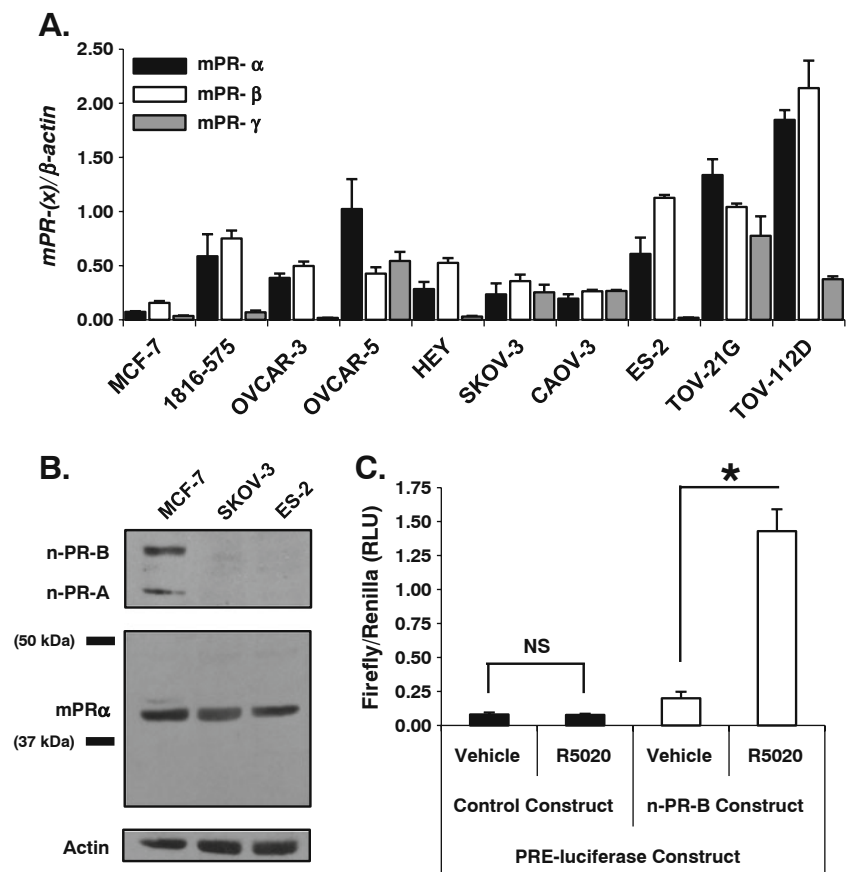 A.
mPR-(x)/β-actin
2.50
2.00
1.50
1.00
0.50
0.00
mPR- α
mPR- β
mPR- γ
MCF-7
1816-575
OVCAR-3
OVCAR-5
HEY
SKOV-3
CAOV-3
ES-2
TOV-21G
TOV-112D
B.
MCF-7
SKOV-3
ES-2
n-PR-B
n-PR-A
(50 kDa)
mPRα
(37 kDa)
Actin
C.
Firefly/Renilla (RLU)
1.75
1.50
1.25
1.00
0.75
0.50
0.25
0.00
NS
*
Vehicle
R5020
Vehicle
R5020
Control Construct
n-PR-B Construct
PRE-luciferase Construct